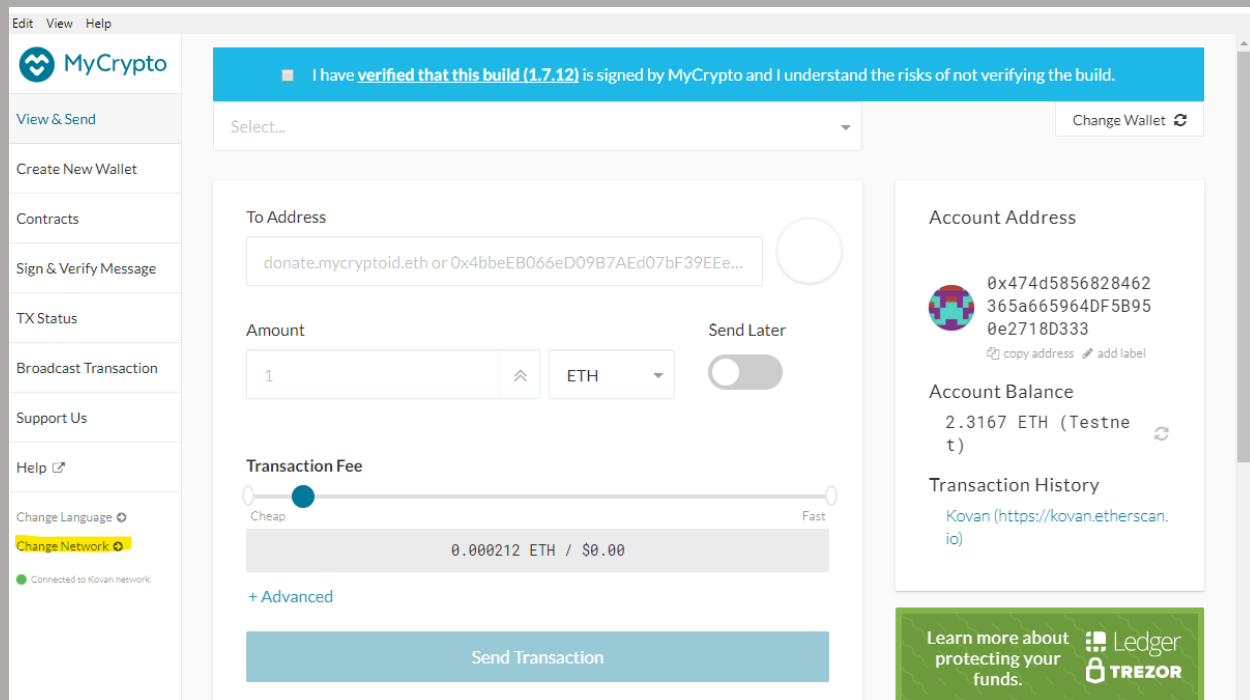 Edit View Help
MyCrypto
I have verified that this build (1.7.12) is signed by MyCrypto and I understand the risks of not verifying the build.
View & Send
Select...
Change Wallet
Create New Wallet
Contracts
Sign & Verify Message
TX Status
Broadcast Transaction
Support Us
Help
Change Language
Change Network
Connected to Kovan network
To Address
donate.mycryptoid.eth or 0x4bbeEB066eD09B7AEd07bF39EEe...
Amount
Send Later
1
ETH
Transaction Fee
Cheap
Fast
0.000212 ETH / $0.00
+ Advanced
Send Transaction
Account Address
0x474d5856828462
365a665964DF5B95
0e2718D333
copy address add label
Account Balance
2.3167 ETH (Testne
t)
Transaction History
Kovan (https://kovan.etherscan.
io)
Learn more about
protecting your
funds.
Ledger
TREZOR